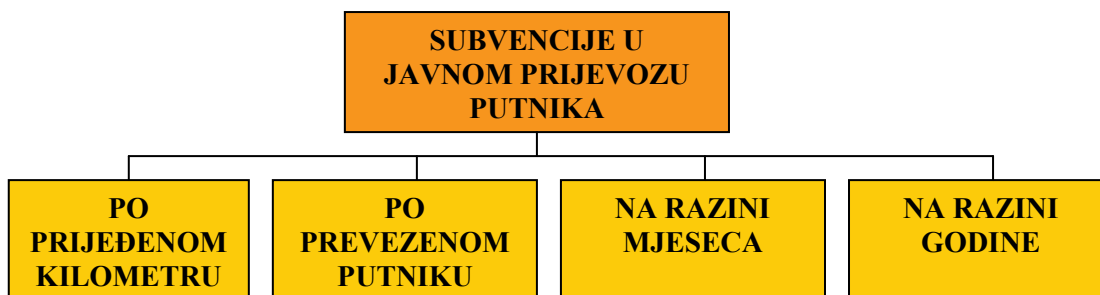 SUBVENCIJE U
JAVNOM PRIJEVOZU
PUTNIKA
PO
PRIJEĐENOM
KILOMETRU
PO
PREVEZENOM
PUTNIKU
NA RAZINI
MJESECA
NA RAZINI
GODINE